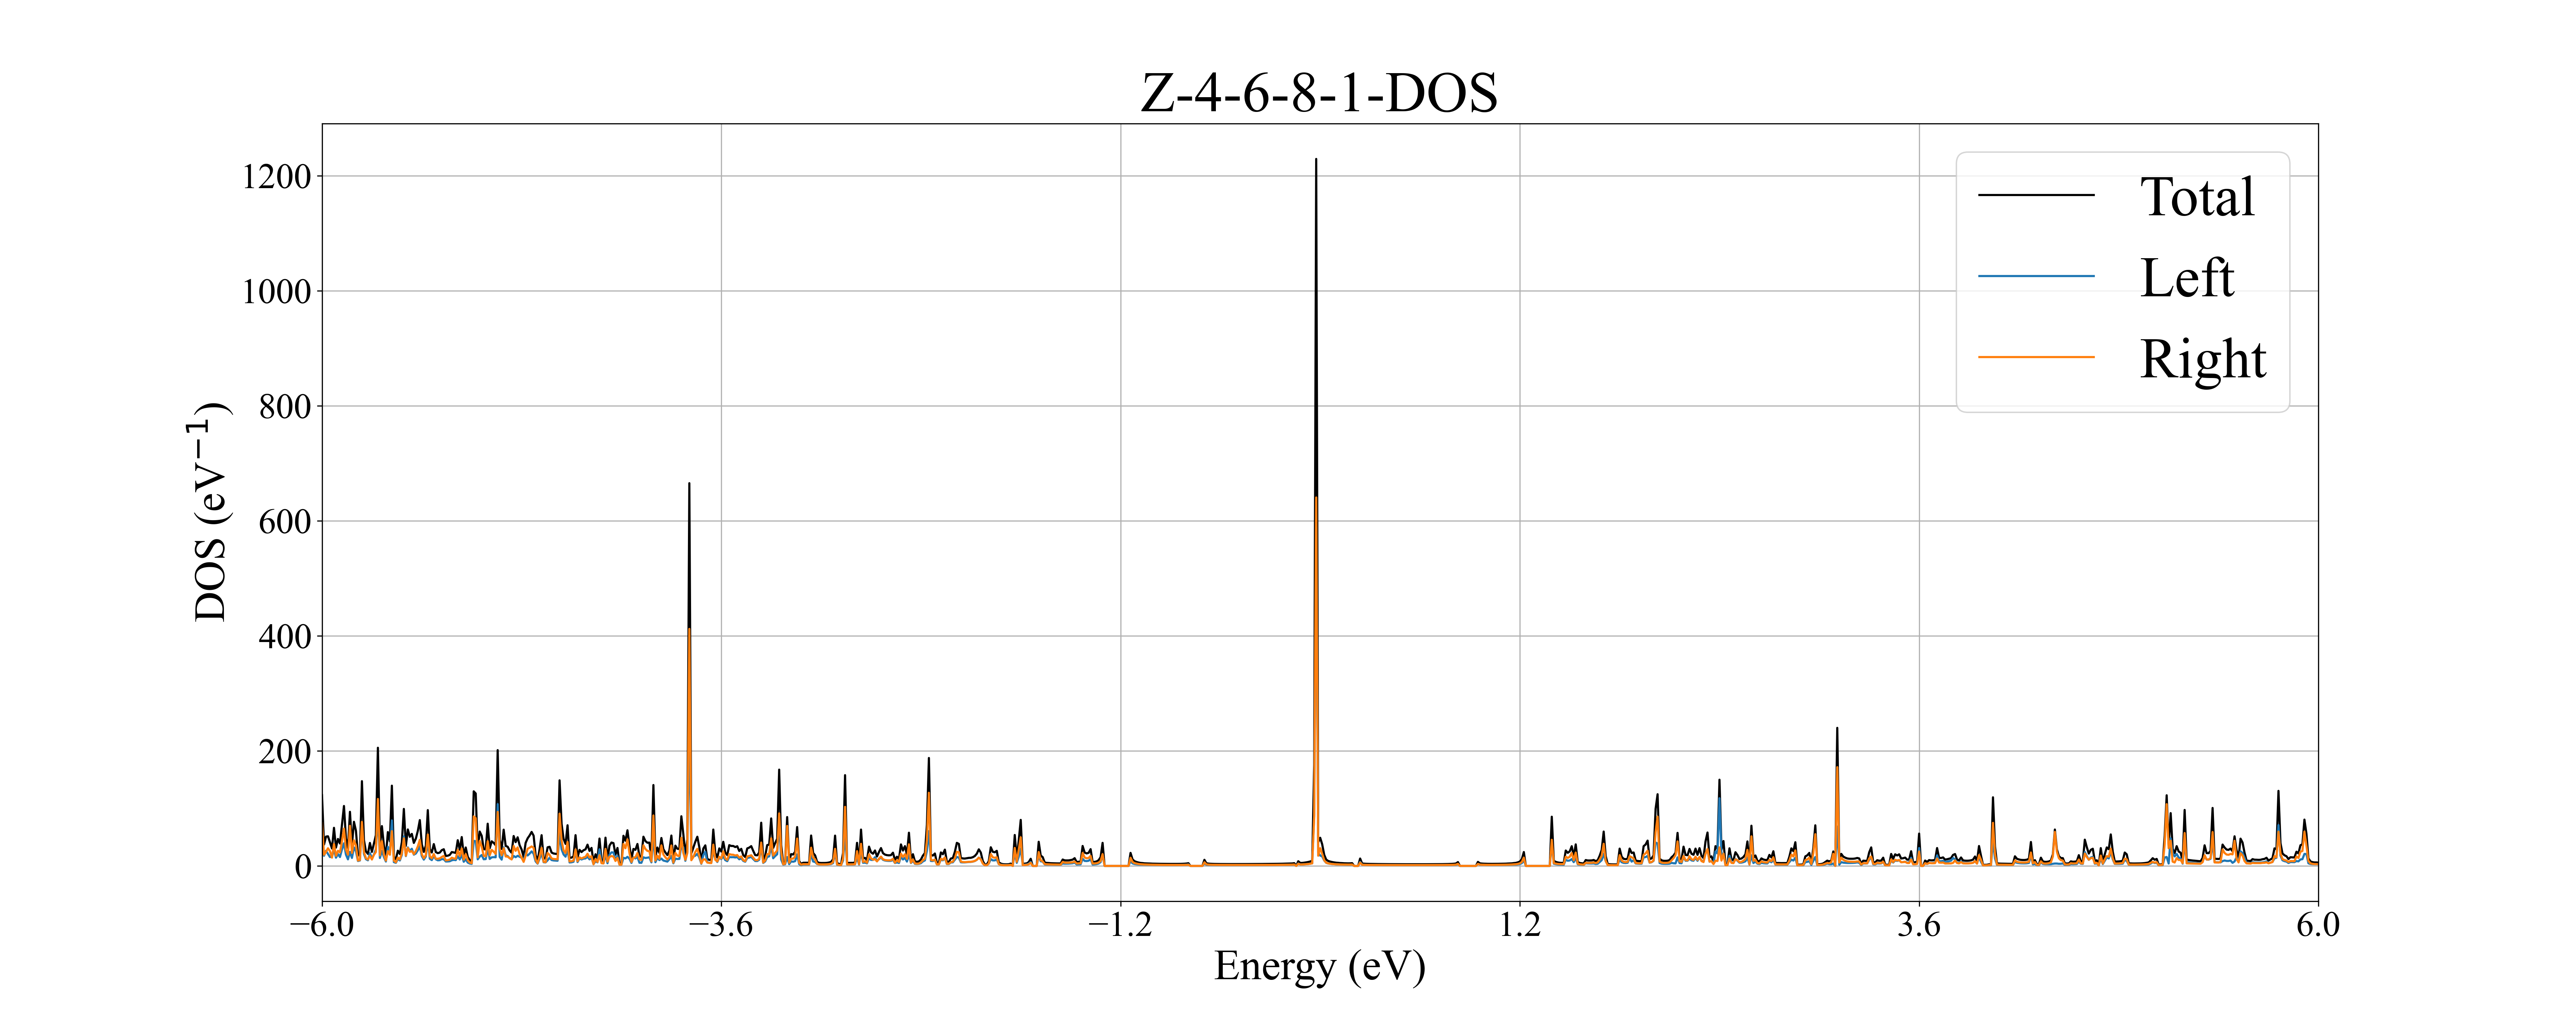 Z-4-6-8-1-DOS
1200
1000
800
600
400
200
0
DOS (eV⁻¹)
−6.0
−3.6
−1.2
1.2
3.6
6.0
Energy (eV)
Total
Left
Right